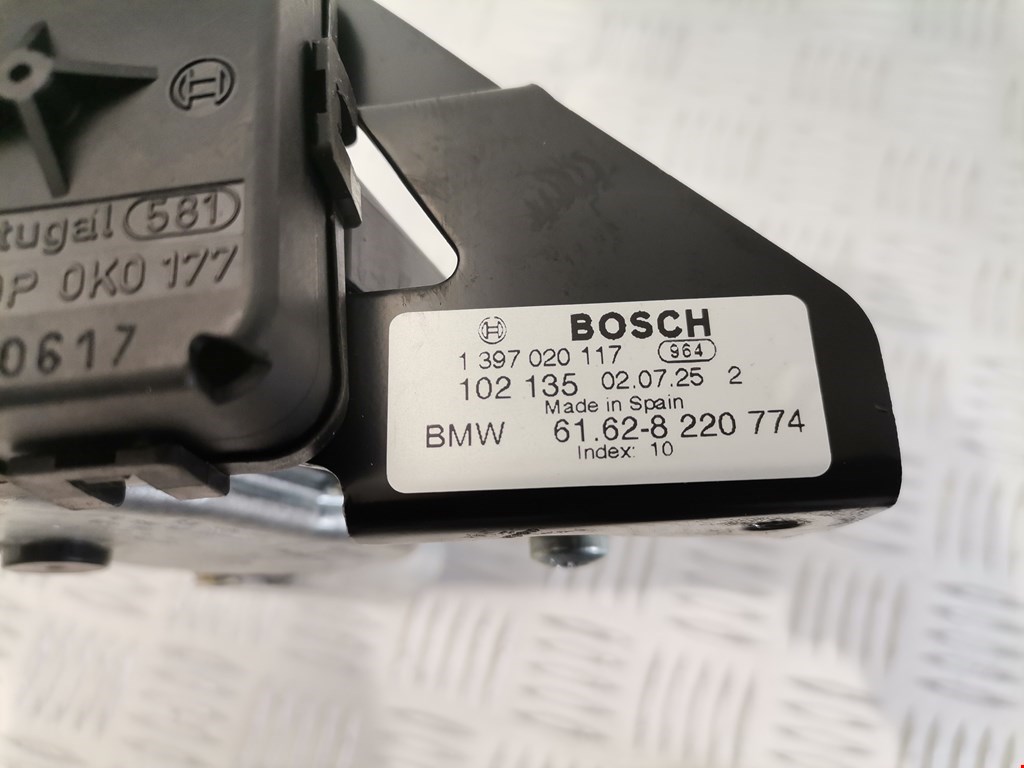 581
0K0 177
0617
BOSCH
1 397 020 117 964
102 135 02.07.25 2
Made in Spain
BMW 61.62-8 220 774
Index: 10